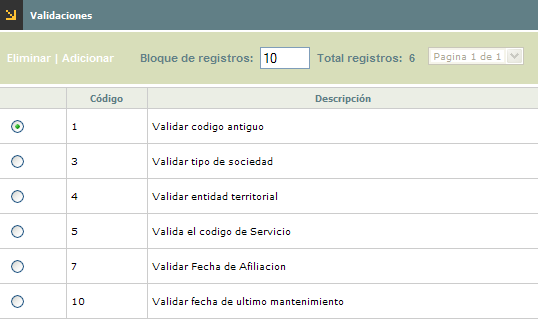 Validaciones
Eliminar | Adicionar Bloque de registros: 10 Total registros: 6 Pagina 1 de 1
Código Descripción
1 Validar codigo antiguo
3 Validar tipo de sociedad
4 Validar entidad territorial
5 Valida el codigo de Servicio
7 Validar Fecha de Afiliacion
10 Validar fecha de ultimo mantenimiento